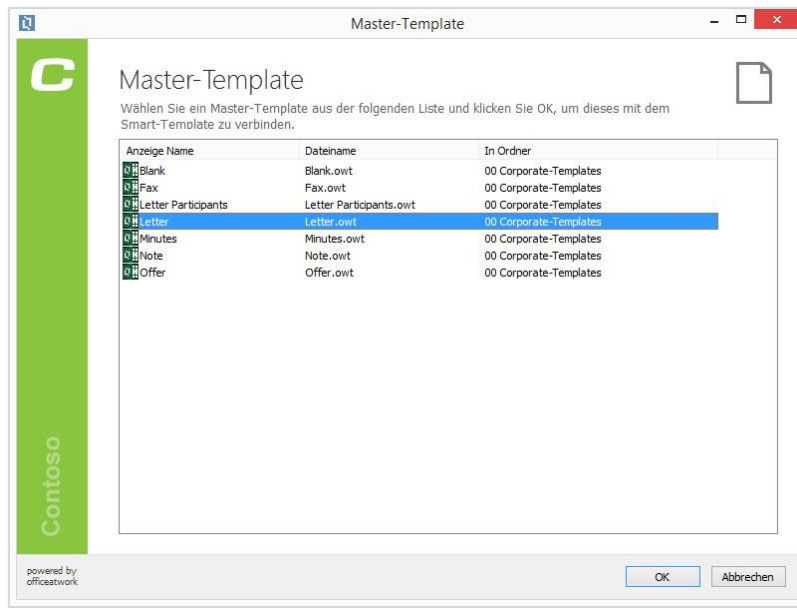 Master-Template
C
Master-Template
Wählen Sie ein Master-Template aus der folgenden Liste und klicken Sie OK, um dieses mit dem
Smart-Template zu verbinden.
Anzeige Name Dateiname In Ordner
Blank Blank.owt 00 Corporate-Templates
Fax Fax.owt 00 Corporate-Templates
Letter Participants Letter Participants.owt 00 Corporate-Templates
Letter Letter.owt 00 Corporate-Templates
Minutes Minutes.owt 00 Corporate-Templates
Note Note.owt 00 Corporate-Templates
Offer Offer.owt 00 Corporate-Templates
Contoso
powered by
officeatwork
OK Abbrechen